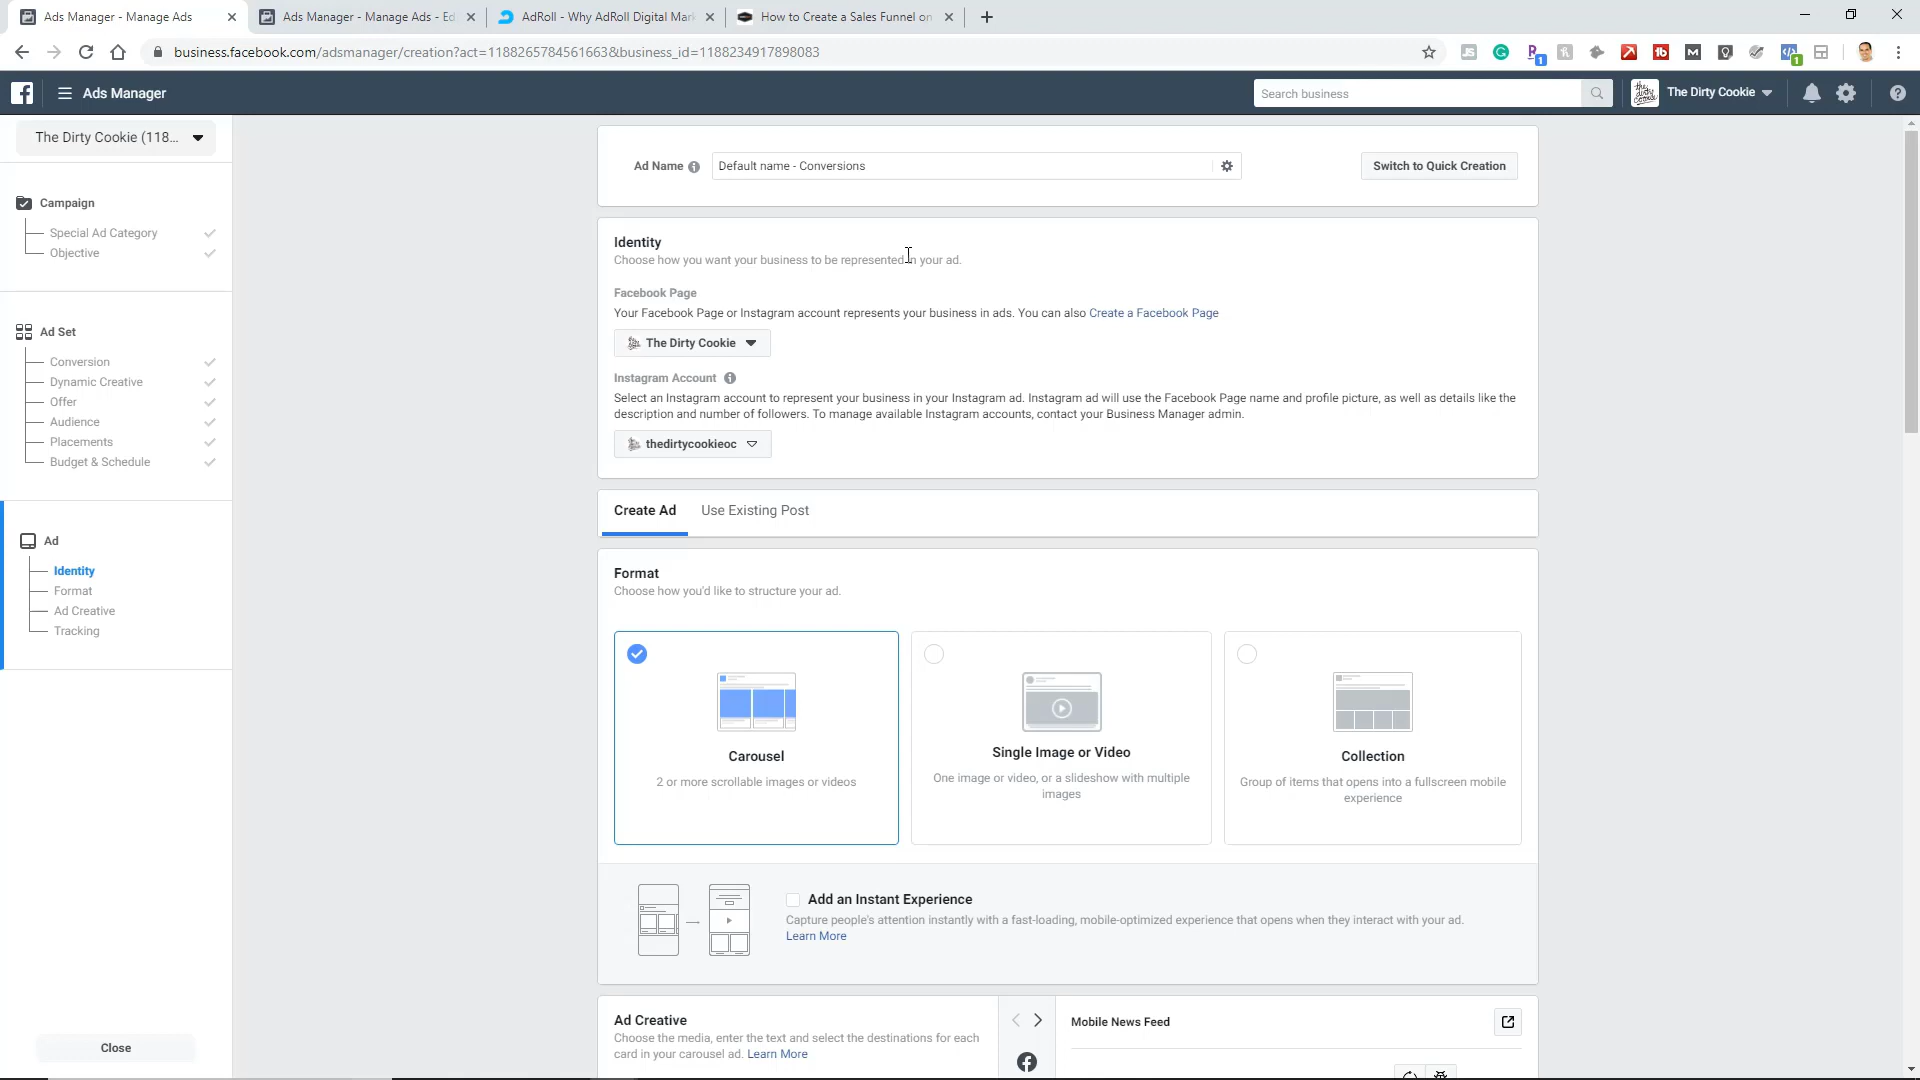 Ads Manager - Manage Ads
Ads Manager - Manage Ads - Ed
AdRoll - Why AdRoll Digital Mar
How to Create a Sales Funnel on
business.facebook.com/adsmanager/creation?act=1188265784561663&business_id=1188234917898083
Ads Manager
Search business
The Dirty Cookie
The Dirty Cookie (118...
Ad Name
Default name - Conversions
Switch to Quick Creation
Campaign
Special Ad Category
Objective
Ad Set
Conversion
Dynamic Creative
Offer
Audience
Placements
Budget & Schedule
Ad
Identity
Format
Ad Creative
Tracking
Close
Identity
Choose how you want your business to be represented in your ad.
Facebook Page
Your Facebook Page or Instagram account represents your business in ads. You can also Create a Facebook Page
The Dirty Cookie
Instagram Account
Select an Instagram account to represent your business in your Instagram ad. Instagram ad will use the Facebook Page name and profile picture, as well as details like the
description and number of followers. To manage available Instagram accounts, contact your Business Manager admin.
thedirtycookieoc
Create Ad
Use Existing Post
Format
Choose how you'd like to structure your ad.
Carousel
2 or more scrollable images or videos
Single Image or Video
One image or video, or a slideshow with multiple
images
Collection
Group of items that opens into a fullscreen mobile
experience
Add an Instant Experience
Capture people's attention instantly with a fast-loading, mobile-optimized experience that opens when they interact with your ad.
Learn More
Ad Creative
Choose the media, enter the text and select the destinations for each
card in your carousel ad. Learn More
Mobile News Feed